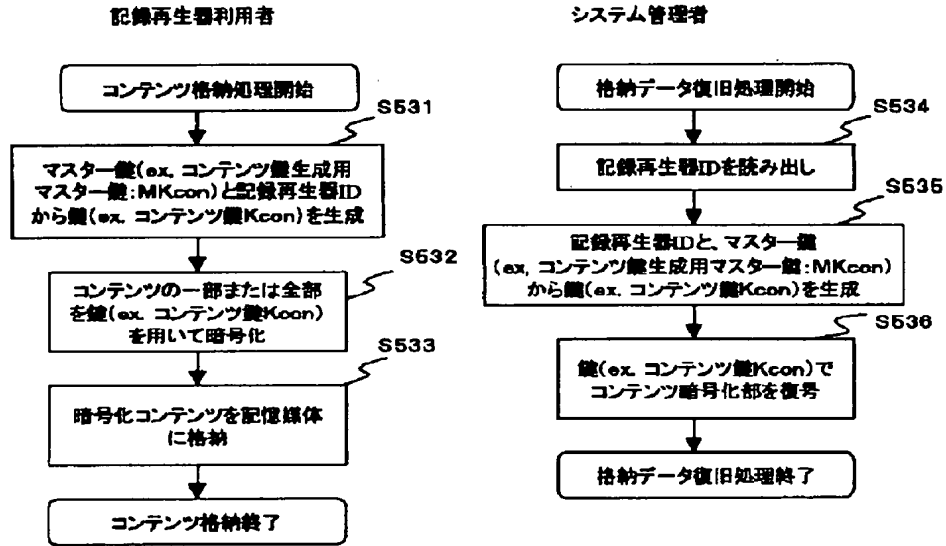 記録再生器利用者
コンテンツ格納処理開始
S531
マスター鍵(ex. コンテンツ鍵生成用
マスター鍵:MKcon)と記録再生器ID
から鍵(ex. コンテンツ鍵Kcon)を生成
S532
コンテンツの一部または全部
を鍵(ex. コンテンツ鍵Kcon)
を用いて暗号化
S533
暗号化コンテンツを記憶媒体
に格納
コンテンツ格納終了
システム管理者
格納データ復旧処理開始
S534
記録再生器IDを読み出し
S535
記録再生器IDと、マスター鍵
(ex, コンテンツ鍵生成用マスター鍵:MKcon)
から鍵(ex. コンテンツ鍵Kcon)を生成
S536
鍵(ex. コンテンツ鍵Kcon)で
コンテンツ暗号化部を復号
格納データ復旧処理終了